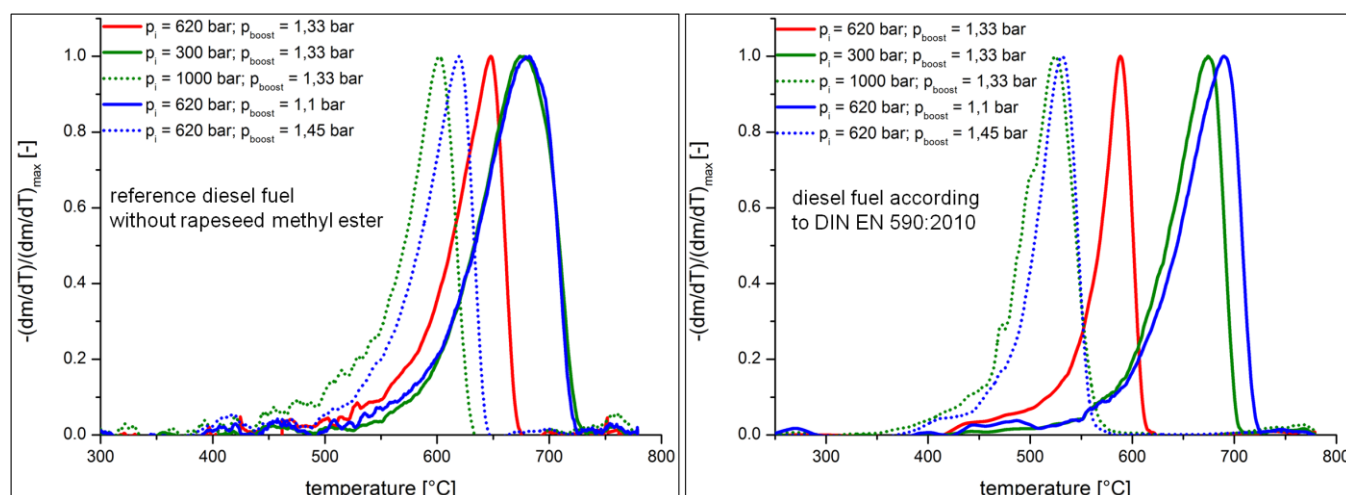 pi = 620 bar; pboost = 1,33 bar
pi = 300 bar; pboost = 1,33 bar
pi = 1000 bar; pboost = 1,33 bar
pi = 620 bar; pboost = 1,1 bar
pi = 620 bar; pboost = 1,45 bar
reference diesel fuel
without rapeseed methyl ester
-(dm/dT)/(dm/dT)max [-]
1.0
0.8
0.6
0.4
0.2
0.0
300 400 500 600 700 800
temperature [°C]
pi = 620 bar; pboost = 1,33 bar
pi = 300 bar; pboost = 1,33 bar
pi = 1000 bar; pboost = 1,33 bar
pi = 620 bar; pboost = 1,1 bar
pi = 620 bar; pboost = 1,45 bar
diesel fuel according
to DIN EN 590:2010
-(dm/dT)/(dm/dT)max [-]
1.0
0.8
0.6
0.4
0.2
0.0
300 400 500 600 700 800
temperature [°C]